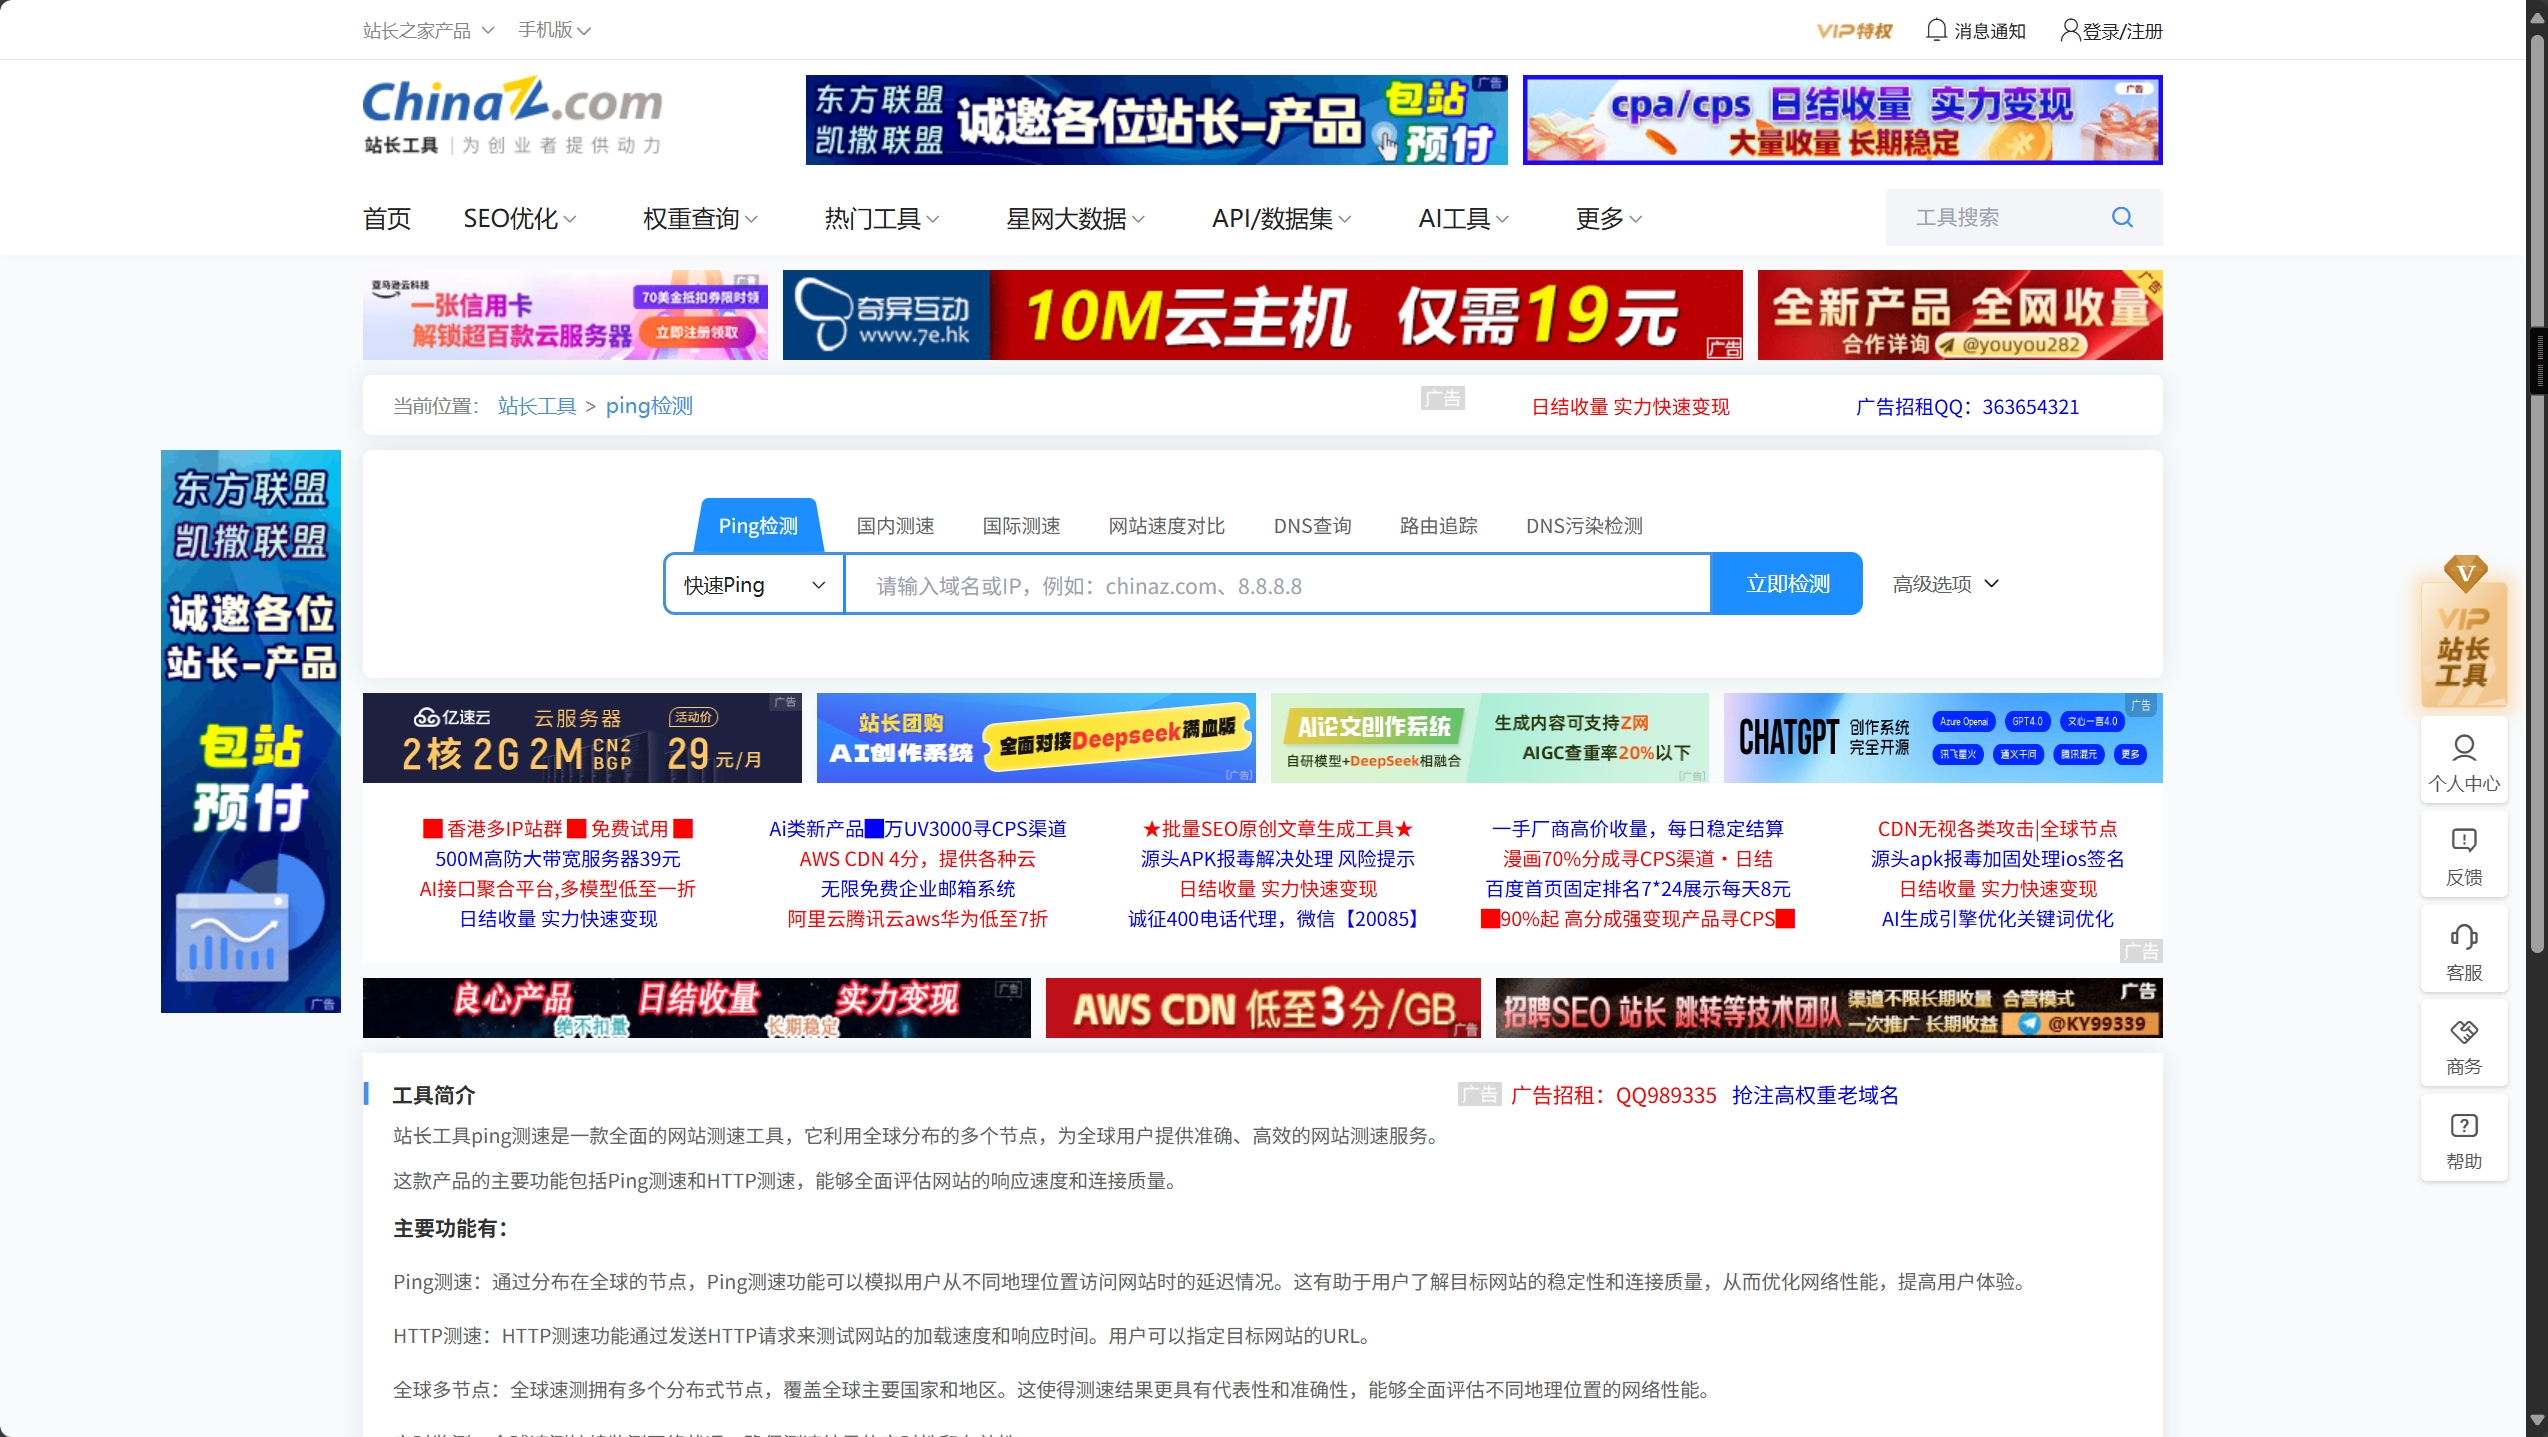 站长之家产品 手机版 VIP特权 消息通知 登录/注册
ChinaZ.com
站长工具 | 为创业者提供动力
东方联盟
凯撒联盟
诚邀各位站长-产品
包站
预付
广告
cpa/cps 日结收量 实力变现
大量收量 长期稳定
广告
首页 SEO优化 权重查询 热门工具 星网大数据 API/数据集 AI工具 更多 工具搜索
亚马逊云科技
一张信用卡
解锁超百款云服务器
70美金抵扣券限时领
立即注册领取
广告
奇异互动
www.7e.hk
10M云主机 仅需19元
广告
全新产品 全网收量
合作详询 @youyou282
广告
当前位置： 站长工具 > ping检测 广告 日结收量 实力快速变现 广告招租QQ：363654321
东方联盟
凯撒联盟
诚邀各位
站长-产品
包站
预付
广告
Ping检测 国内测速 国际测速 网站速度对比 DNS查询 路由追踪 DNS污染检测
快速Ping 请输入域名或IP，例如：chinaz.com、8.8.8.8 立即检测 高级选项
亿速云 云服务器 活动价
2核 2G 2M CN2 BGP 29元/月
广告
站长团购
AI创作系统
全面对接Deepseek满血版
[广告]
AI论文创作系统
自研模型+DeepSeek相融合
生成内容可支持Z网
AIGC查重率20%以下
[广告]
CHATGPT 创作系统
完全开源
Azure Openai GPT4.0 文心一言4.0
讯飞星火 通义千问 腾讯混元 更多
广告
香港多IP站群 免费试用 Ai类新产品█万UV3000寻CPS渠道 ★批量SEO原创文章生成工具★ 一手厂商高价收量，每日稳定结算 CDN无视各类攻击|全球节点
500M高防大带宽服务器39元 AWS CDN 4分，提供各种云 源头APK报毒解决处理 风险提示 漫画70%分成寻CPS渠道・日结 源头apk报毒加固处理ios签名
AI接口聚合平台,多模型低至一折 无限免费企业邮箱系统 日结收量 实力快速变现 百度首页固定排名7*24展示每天8元 日结收量 实力快速变现
日结收量 实力快速变现 阿里云腾讯云aws华为低至7折 诚征400电话代理，微信【20085】 █90%起 高分成强变现产品寻CPS█ AI生成引擎优化关键词优化
广告
良心产品 日结收量 实力变现
绝不扣量 长期稳定
广告
AWS CDN 低至3分/GB
广告
招聘SEO 站长 跳转等技术团队
渠道不限长期收量 合营模式
一次推广 长期收益 @KY99339
广告
工具简介 广告 广告招租：QQ989335 抢注高权重老域名
站长工具ping测速是一款全面的网站测速工具，它利用全球分布的多个节点，为全球用户提供准确、高效的网站测速服务。
这款产品的主要功能包括Ping测速和HTTP测速，能够全面评估网站的响应速度和连接质量。
主要功能有：
Ping测速：通过分布在全球的节点，Ping测速功能可以模拟用户从不同地理位置访问网站时的延迟情况。这有助于用户了解目标网站的稳定性和连接质量，从而优化网络性能，提高用户体验。
HTTP测速：HTTP测速功能通过发送HTTP请求来测试网站的加载速度和响应时间。用户可以指定目标网站的URL。
全球多节点：全球速测拥有多个分布式节点，覆盖全球主要国家和地区。这使得测速结果更具有代表性和准确性，能够全面评估不同地理位置的网络性能。
V
VIP
站长
工具
个人中心
反馈
客服
商务
帮助